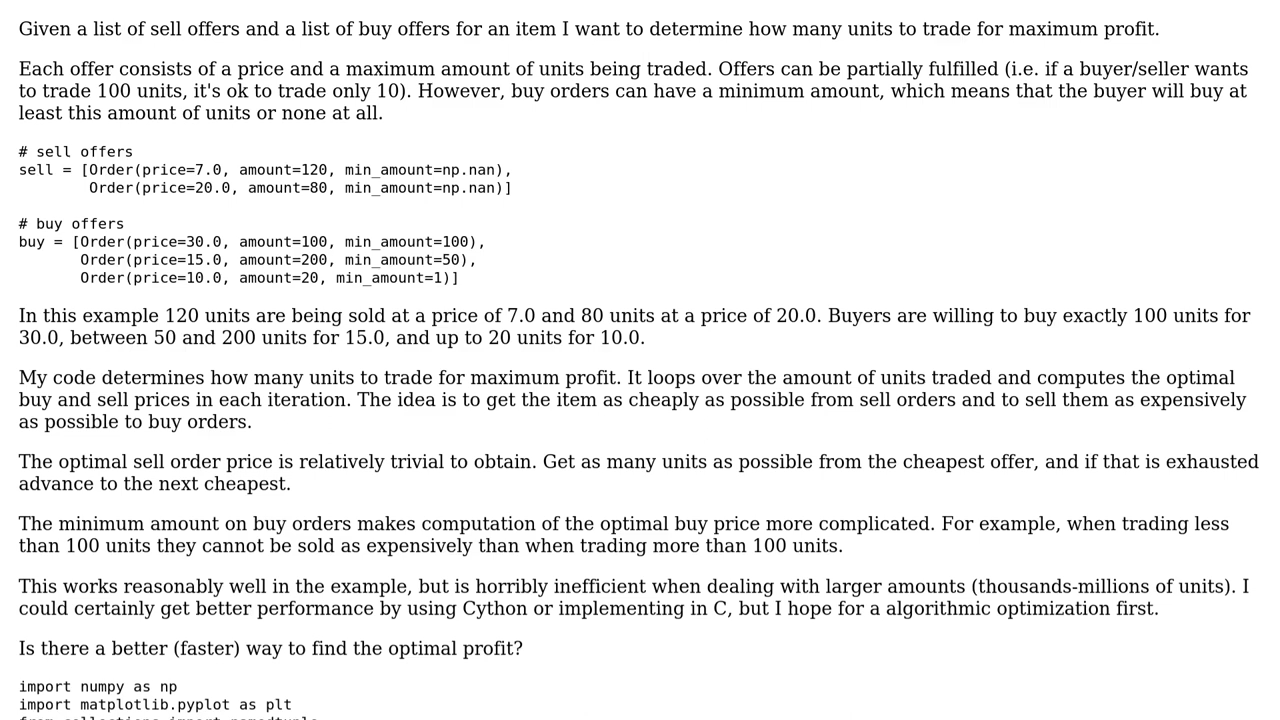 Given a list of sell offers and a list of buy offers for an item I want to determine how many units to trade for maximum profit.
Each offer consists of a price and a maximum amount of units being traded. Offers can be partially fulfilled (i.e. if a buyer/seller wants
to trade 100 units, it's ok to trade only 10). However, buy orders can have a minimum amount, which means that the buyer will buy at
least this amount of units or none at all.
# sell offers
sell = [Order(price=7.0, amount=120, min_amount=np.nan),
        Order(price=20.0, amount=80, min_amount=np.nan)]
# buy offers
buy = [Order(price=30.0, amount=100, min_amount=100),
       Order(price=15.0, amount=200, min_amount=50),
       Order(price=10.0, amount=20, min_amount=1)]
In this example 120 units are being sold at a price of 7.0 and 80 units at a price of 20.0. Buyers are willing to buy exactly 100 units for
30.0, between 50 and 200 units for 15.0, and up to 20 units for 10.0.
My code determines how many units to trade for maximum profit. It loops over the amount of units traded and computes the optimal
buy and sell prices in each iteration. The idea is to get the item as cheaply as possible from sell orders and to sell them as expensively
as possible to buy orders.
The optimal sell order price is relatively trivial to obtain. Get as many units as possible from the cheapest offer, and if that is exhausted
advance to the next cheapest.
The minimum amount on buy orders makes computation of the optimal buy price more complicated. For example, when trading less
than 100 units they cannot be sold as expensively than when trading more than 100 units.
This works reasonably well in the example, but is horribly inefficient when dealing with larger amounts (thousands-millions of units). I
could certainly get better performance by using Cython or implementing in C, but I hope for a algorithmic optimization first.
Is there a better (faster) way to find the optimal profit?
import numpy as np
import matplotlib.pyplot as plt
from collections import namedtuple